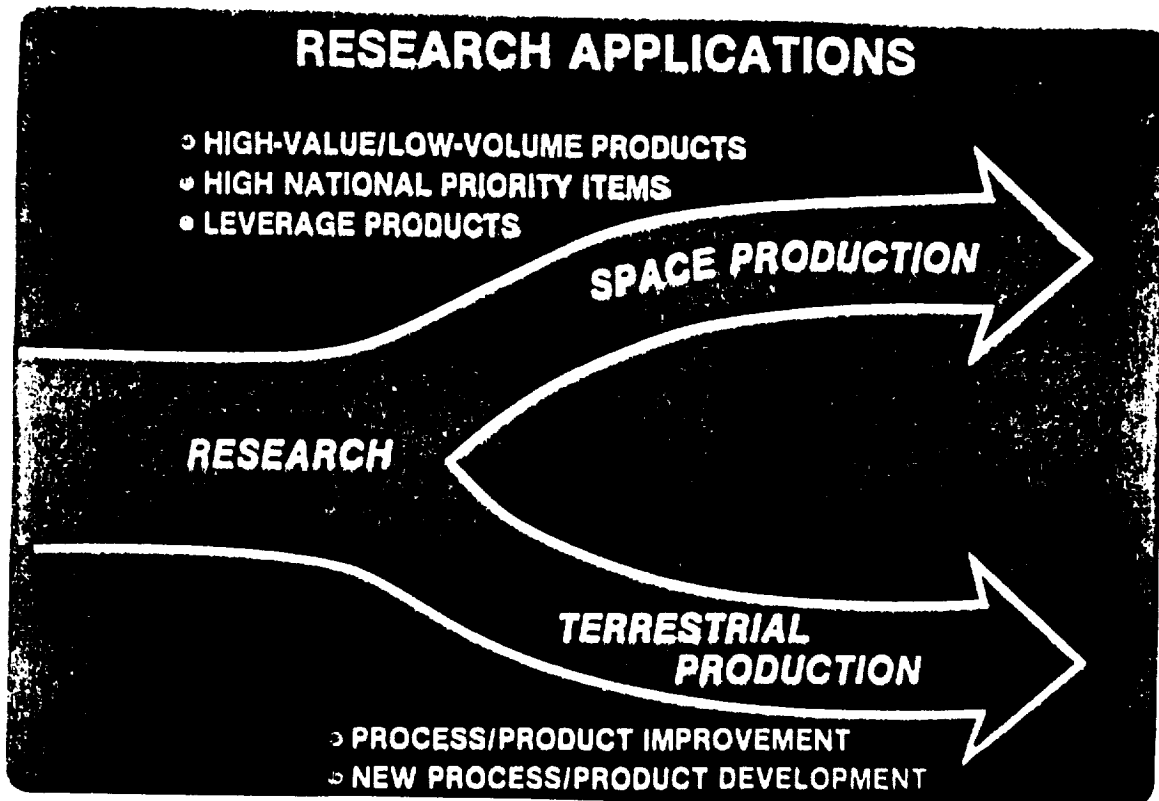 RESEARCH APPLICATIONS
HIGH-VALUE/LOW-VOLUME PRODUCTS
HIGH NATIONAL PRIORITY ITEMS
LEVERAGE PRODUCTS
SPACE PRODUCTION
RESEARCH
TERRESTRIAL
PRODUCTION
PROCESS/PRODUCT IMPROVEMENT
NEW PROCESS/PRODUCT DEVELOPMENT